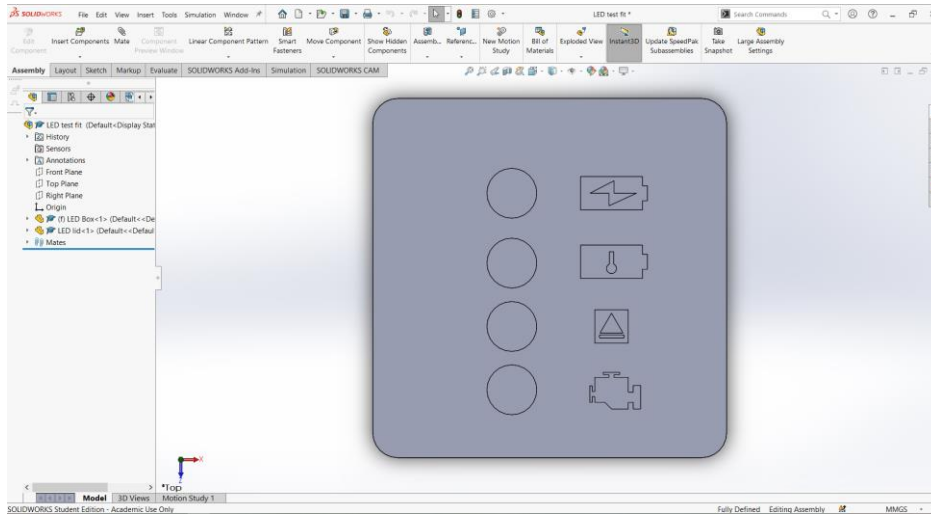 SOLIDWORKS File Edit View Insert Tools Simulation Window LED test fit * Search Commands
Edit Component
Insert Components
Mate
Component Preview Window
Linear Component Pattern
Smart Fasteners
Move Component
Show Hidden Components
Assemb...
Referenc...
New Motion Study
Bill of Materials
Exploded View
Instant3D
Update SpeedPak Subassemblies
Take Snapshot
Large Assembly Settings
Assembly Layout Sketch Markup Evaluate SOLIDWORKS Add-Ins Simulation SOLIDWORKS CAM
LED test fit (Default<Display Stat
History
Sensors
Annotations
Front Plane
Top Plane
Right Plane
Origin
(f) LED Box<1> (Default<<De
LED lid<1> (Default<<Defaul
Mates
X
*Top
Model 3D Views Motion Study 1
SOLIDWORKS Student Edition - Academic Use Only Fully Defined Editing Assembly MMGS